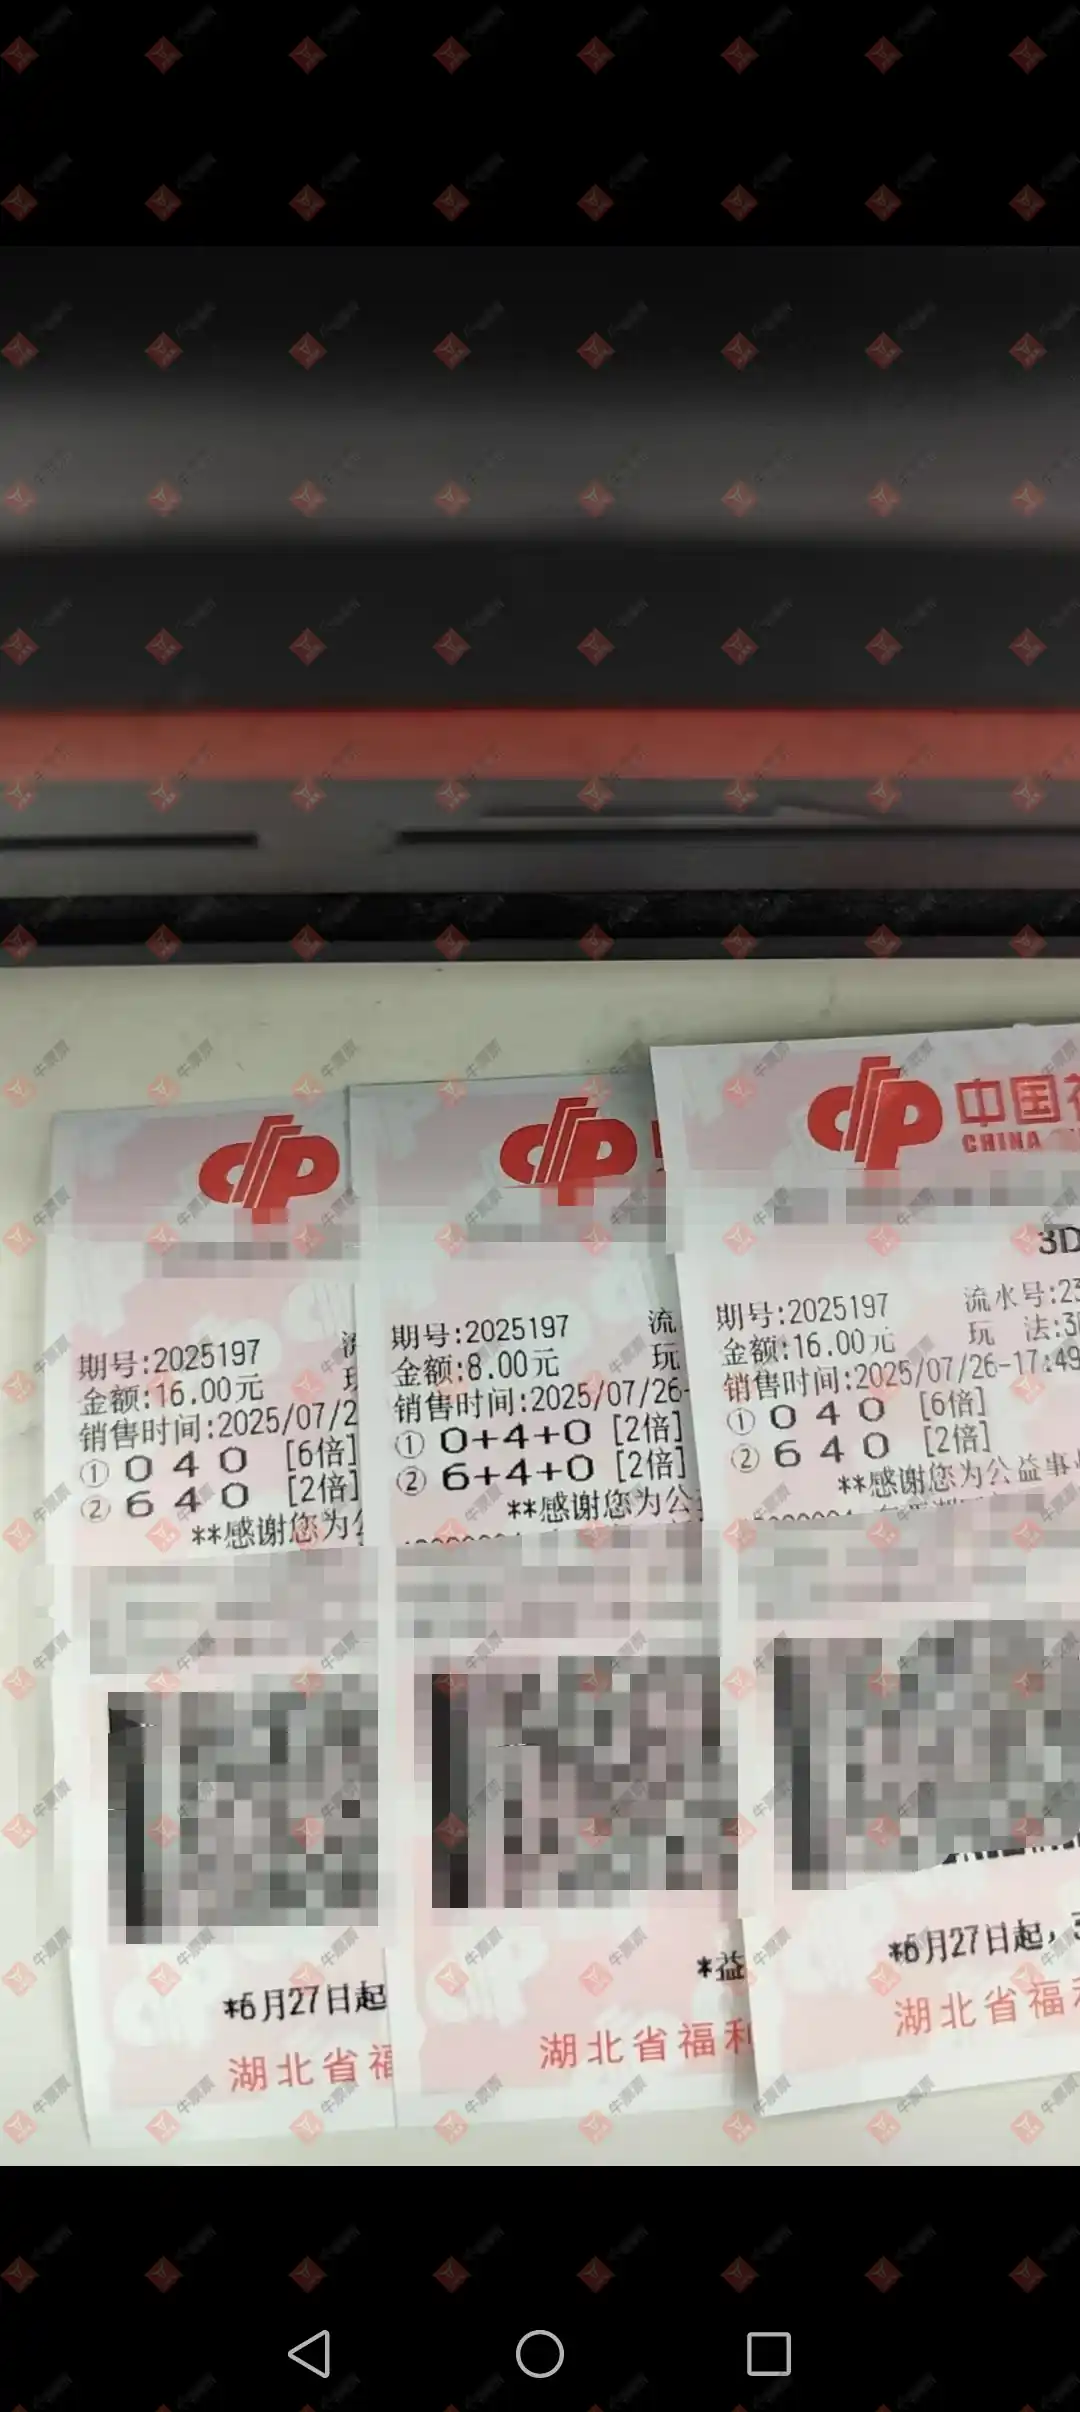 期号:2025197
金额:16.00元
销售时间:2025/07/2
① 0 4 0 [6倍]
② 6 4 0 [2倍]
**感谢您为公
*6月27日起
湖北省福
期号:2025197 流
金额:8.00元 玩
销售时间:2025/07/26-
① 0+4+0 [2倍]
② 6+4+0 [2倍]
**感谢您为公
*益
湖北省福利
中国
CHINA
3D
期号:2025197 流水号:23
金额:16.00元 玩 法:3
销售时间:2025/07/26-17:49
① 0 4 0 [6倍]
② 6 4 0 [2倍]
**感谢您为公益事
*6月27日起，3
湖北省福利
牛票票